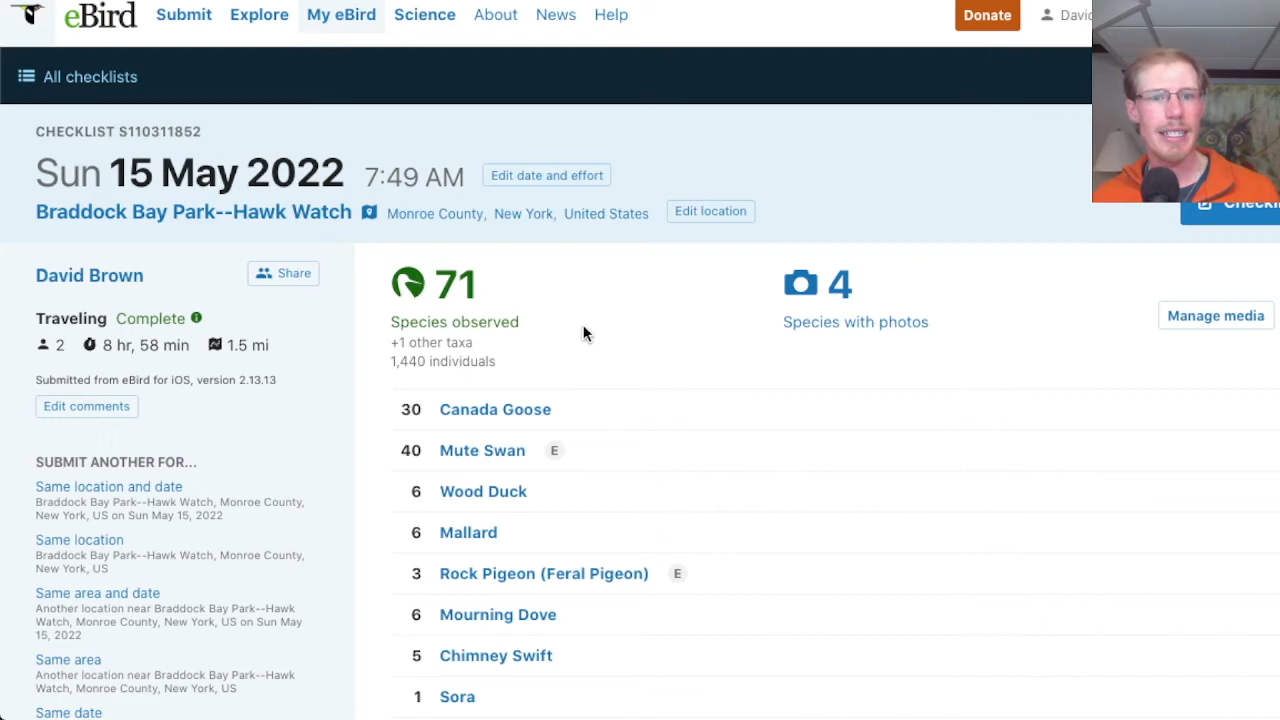 eBird Submit Explore My eBird Science About News Help Donate David
All checklists
CHECKLIST S110311852
Sun 15 May 2022 7:49 AM Edit date and effort
Braddock Bay Park--Hawk Watch Monroe County, New York, United States Edit location
David Brown Share
Traveling Complete
2 8 hr, 58 min 1.5 mi
Submitted from eBird for iOS, version 2.13.13
Edit comments
SUBMIT ANOTHER FOR...
Same location and date
Braddock Bay Park--Hawk Watch, Monroe County,
New York, US on Sun May 15, 2022
Same location
Braddock Bay Park--Hawk Watch, Monroe County,
New York, US
Same area and date
Another location near Braddock Bay Park--Hawk
Watch, Monroe County, New York, US on Sun May
15, 2022
Same area
Another location near Braddock Bay Park--Hawk
Watch, Monroe County, New York, US
Same date
71
Species observed
+1 other taxa
1,440 individuals
4
Species with photos
Manage media
30 Canada Goose
40 Mute Swan E
6 Wood Duck
6 Mallard
3 Rock Pigeon (Feral Pigeon) E
6 Mourning Dove
5 Chimney Swift
1 Sora